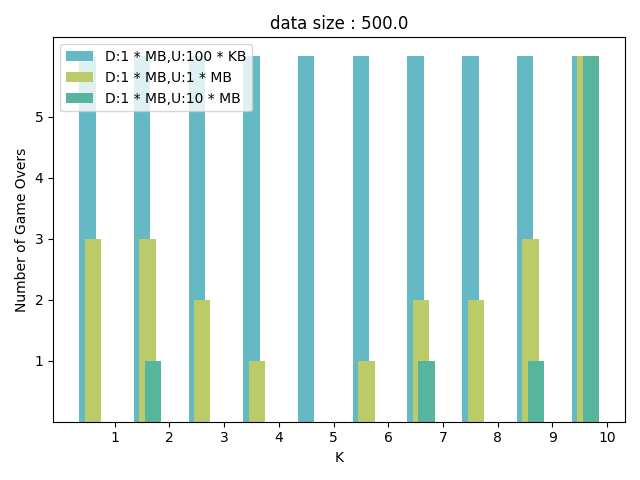 data size : 500.0
D:1 * MB,U:100 * KB
D:1 * MB,U:1 * MB
D:1 * MB,U:10 * MB
Number of Game Overs
5
4
3
2
1
1 2 3 4 5 6 7 8 9 10
K